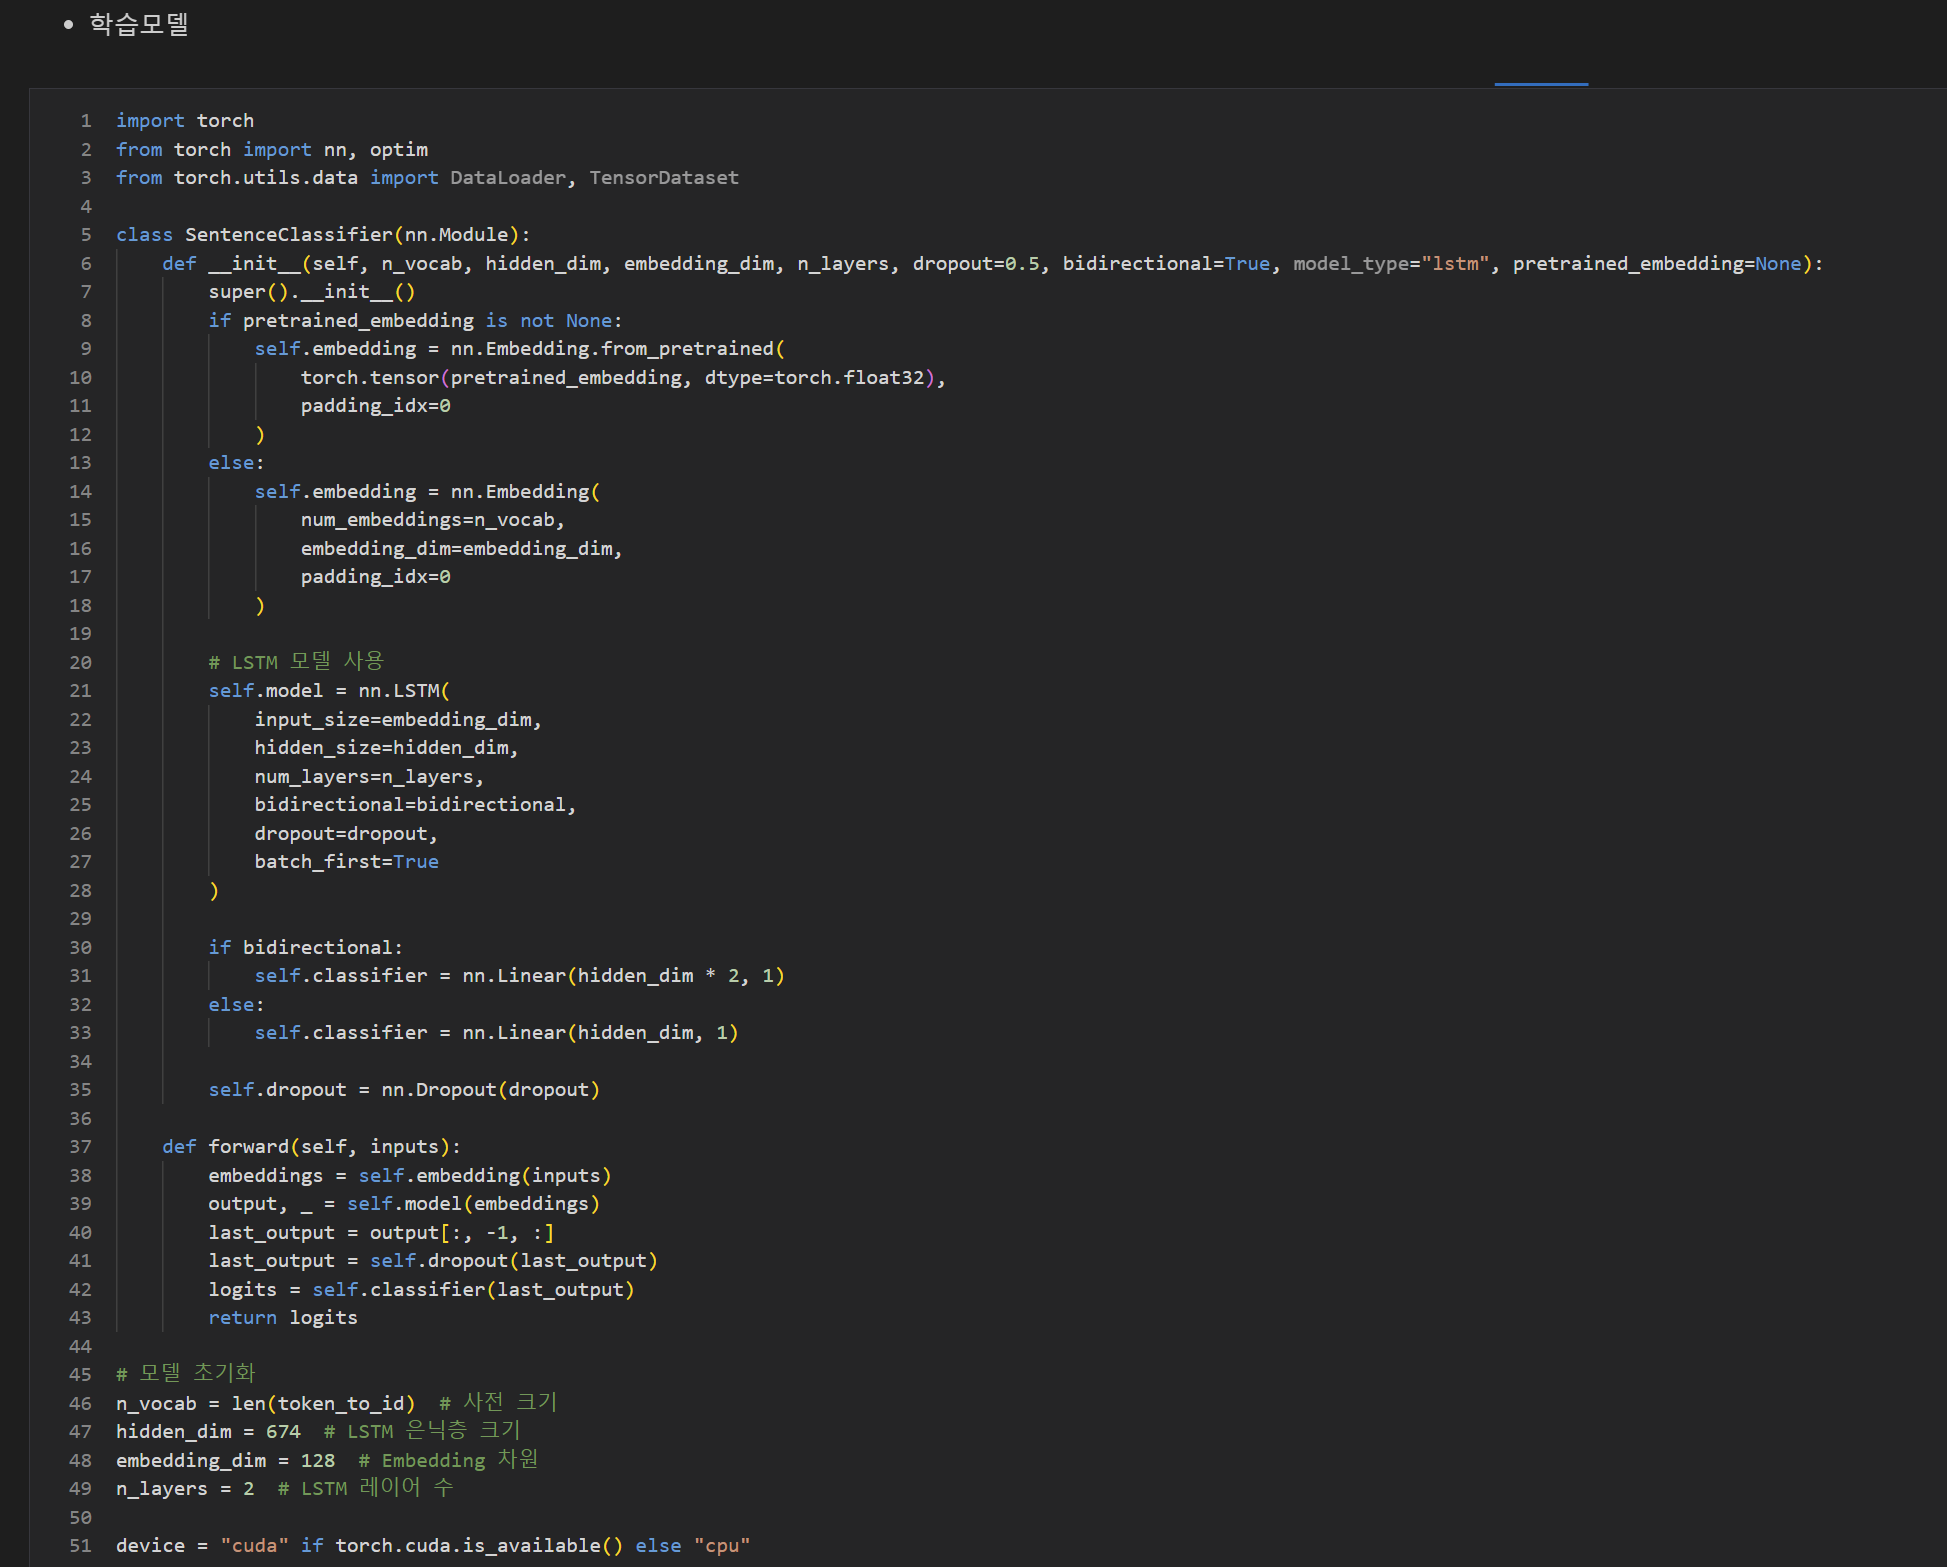 • 학습모델
1 import torch
2 from torch import nn, optim
3 from torch.utils.data import DataLoader, TensorDataset
4
5 class SentenceClassifier(nn.Module):
6     def __init__(self, n_vocab, hidden_dim, embedding_dim, n_layers, dropout=0.5, bidirectional=True, model_type="lstm", pretrained_embedding=None):
7         super().__init__()
8         if pretrained_embedding is not None:
9             self.embedding = nn.Embedding.from_pretrained(
10                 torch.tensor(pretrained_embedding, dtype=torch.float32),
11                 padding_idx=0
12             )
13         else:
14             self.embedding = nn.Embedding(
15                 num_embeddings=n_vocab,
16                 embedding_dim=embedding_dim,
17                 padding_idx=0
18             )
19
20         # LSTM 모델 사용
21         self.model = nn.LSTM(
22             input_size=embedding_dim,
23             hidden_size=hidden_dim,
24             num_layers=n_layers,
25             bidirectional=bidirectional,
26             dropout=dropout,
27             batch_first=True
28         )
29
30         if bidirectional:
31             self.classifier = nn.Linear(hidden_dim * 2, 1)
32         else:
33             self.classifier = nn.Linear(hidden_dim, 1)
34
35         self.dropout = nn.Dropout(dropout)
36
37     def forward(self, inputs):
38         embeddings = self.embedding(inputs)
39         output, _ = self.model(embeddings)
40         last_output = output[:, -1, :]
41         last_output = self.dropout(last_output)
42         logits = self.classifier(last_output)
43         return logits
44
45 # 모델 초기화
46 n_vocab = len(token_to_id)  # 사전 크기
47 hidden_dim = 674  # LSTM 은닉층 크기
48 embedding_dim = 128  # Embedding 차원
49 n_layers = 2  # LSTM 레이어 수
50
51 device = "cuda" if torch.cuda.is_available() else "cpu"